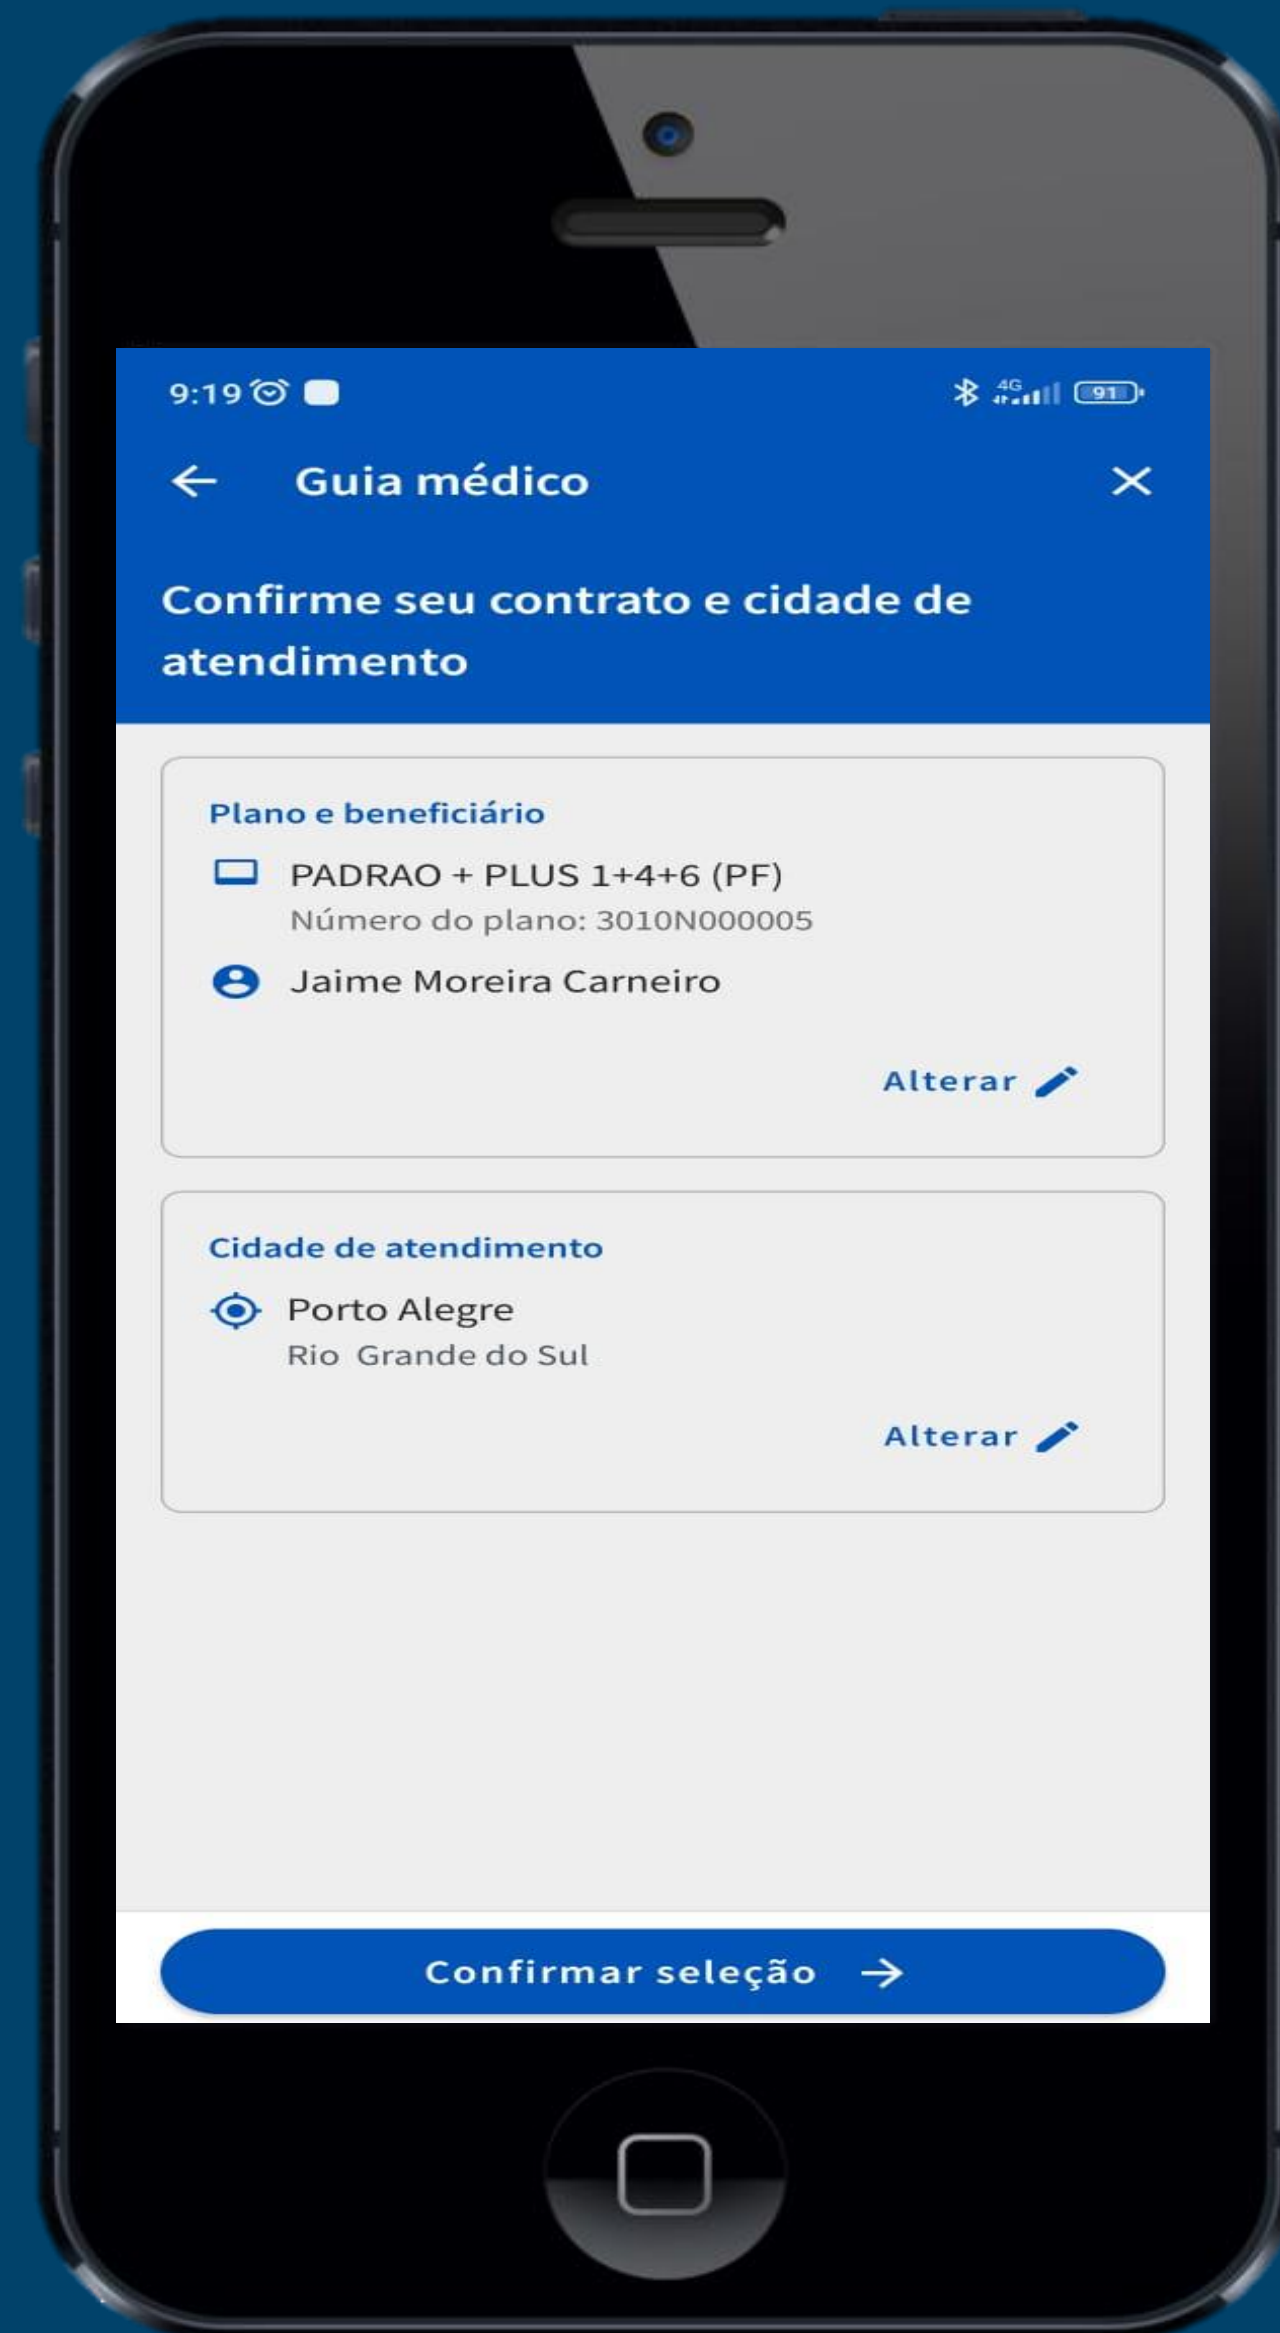 9:19
4G
91
Guia médico
Confirme seu contrato e cidade de
atendimento
Plano e beneficiário
PADRAO + PLUS 1+4+6 (PF)
Número do plano: 3010N000005
Jaime Moreira Carneiro
Alterar
Cidade de atendimento
Porto Alegre
Rio Grande do Sul
Alterar
Confirmar seleção